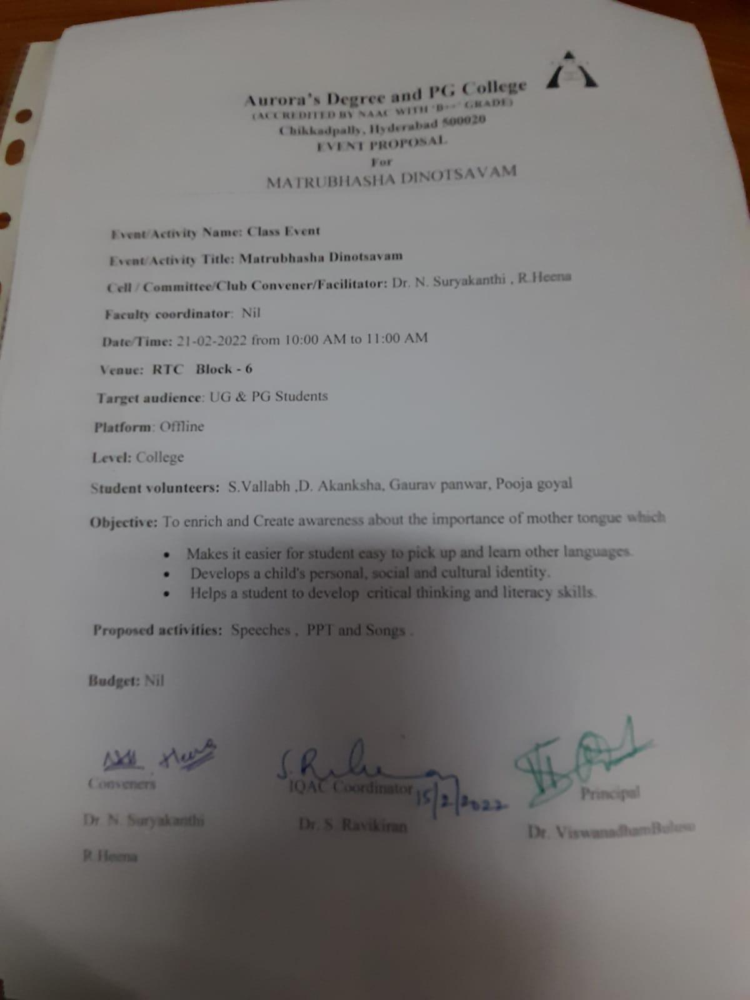 Aurora's Degree and PG College
(ACCREDITED BY NAAC WITH 'B++' GRADE)
Chikkadpally, Hyderabad 500020
EVENT PROPOSAL
For
MATRUBHASHA DINOTSAVAM
Event/Activity Name: Class Event
Event/Activity Title: Matrubhasha Dinotsavam
Cell / Committee/Club Convener/Facilitator: Dr. N. Suryakanthi , R.Heena
Faculty coordinator: Nil
Date/Time: 21-02-2022 from 10:00 AM to 11:00 AM
Venue: RTC Block - 6
Target audience: UG & PG Students
Platform: Offline
Level: College
Student volunteers: S.Vallabh ,D. Akanksha, Gaurav panwar, Pooja goyal
Objective: To enrich and Create awareness about the importance of mother tongue which
• Makes it easier for student easy to pick up and learn other languages.
• Develops a child's personal, social and cultural identity.
• Helps a student to develop critical thinking and literacy skills.
Proposed activities: Speeches , PPT and Songs .
Budget: Nil
Heena
Conveners IQAC Coordinator 15/2/2022 Principal
Dr N. Suryakanthi Dr. S. Ravikiran Dr. ViswanadhamBulusu
R.Heena